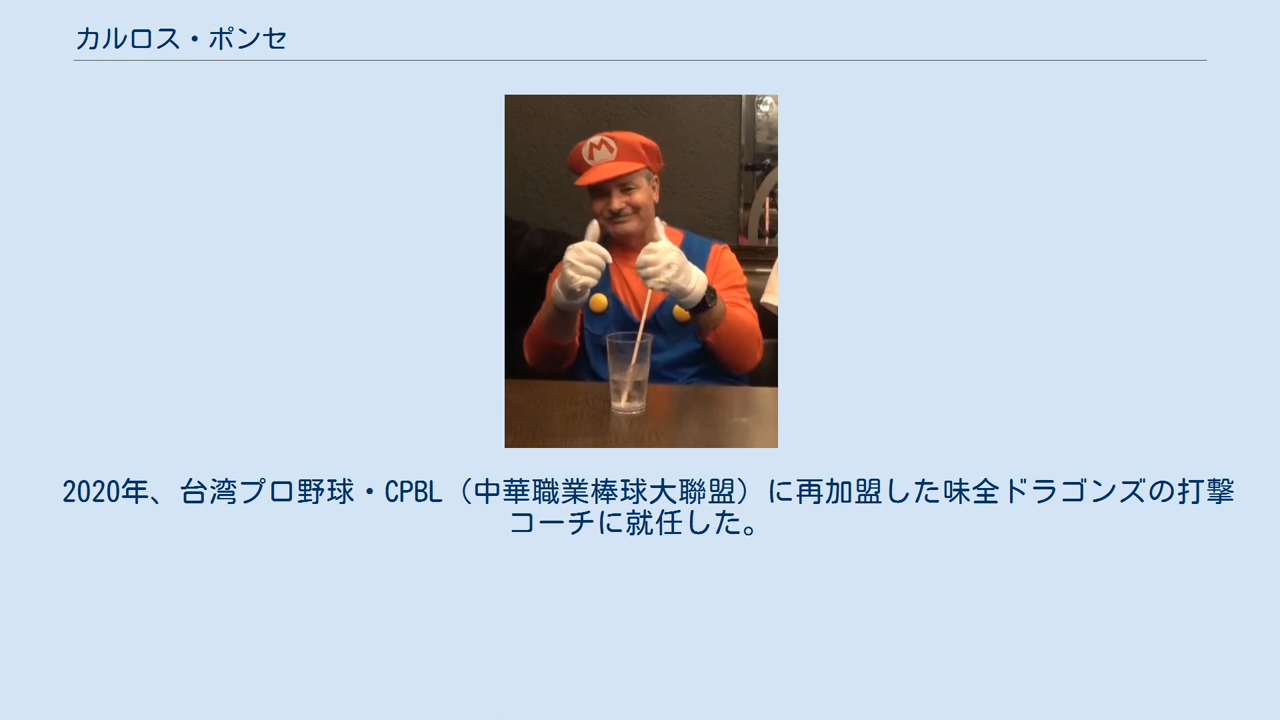 カルロス・ポンセ
M
2020年、台湾プロ野球・CPBL（中華職業棒球大聯盟）に再加盟した味全ドラゴンズの打撃
コーチに就任した。